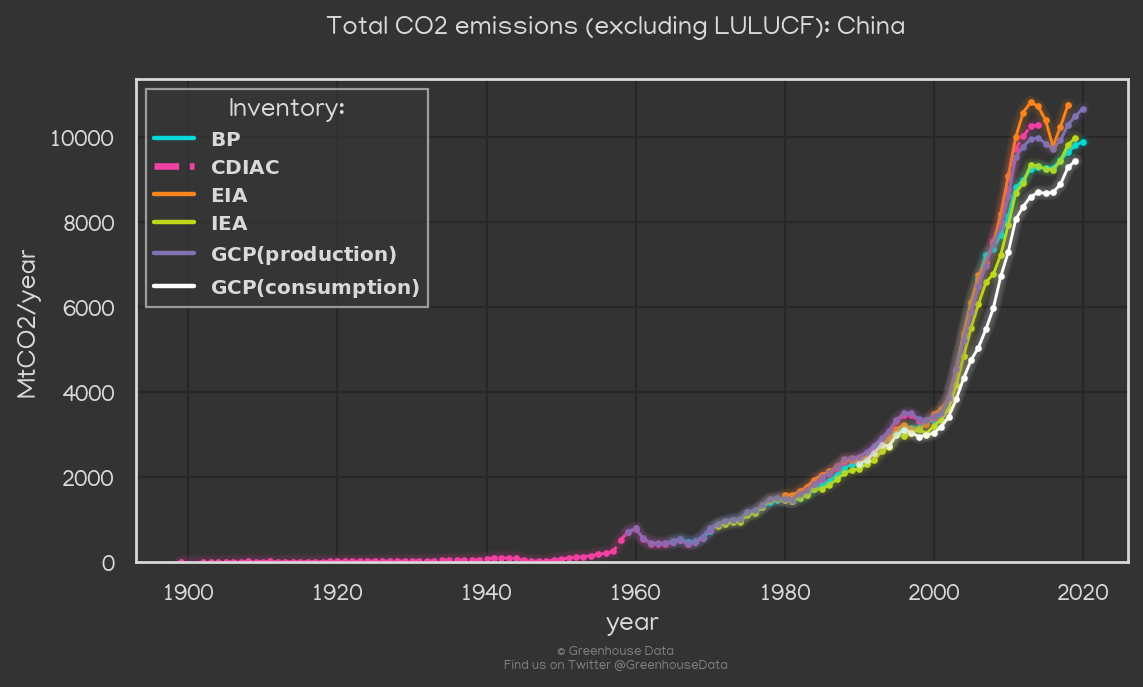 Total CO2 emissions (excluding LULUCF): China
Inventory:
BP
CDIAC
EIA
IEA
GCP(production)
GCP(consumption)
MtCO2/year
10000
8000
6000
4000
2000
0
1900 1920 1940 1960 1980 2000 2020
year
© Greenhouse Data
Find us on Twitter @GreenhouseData